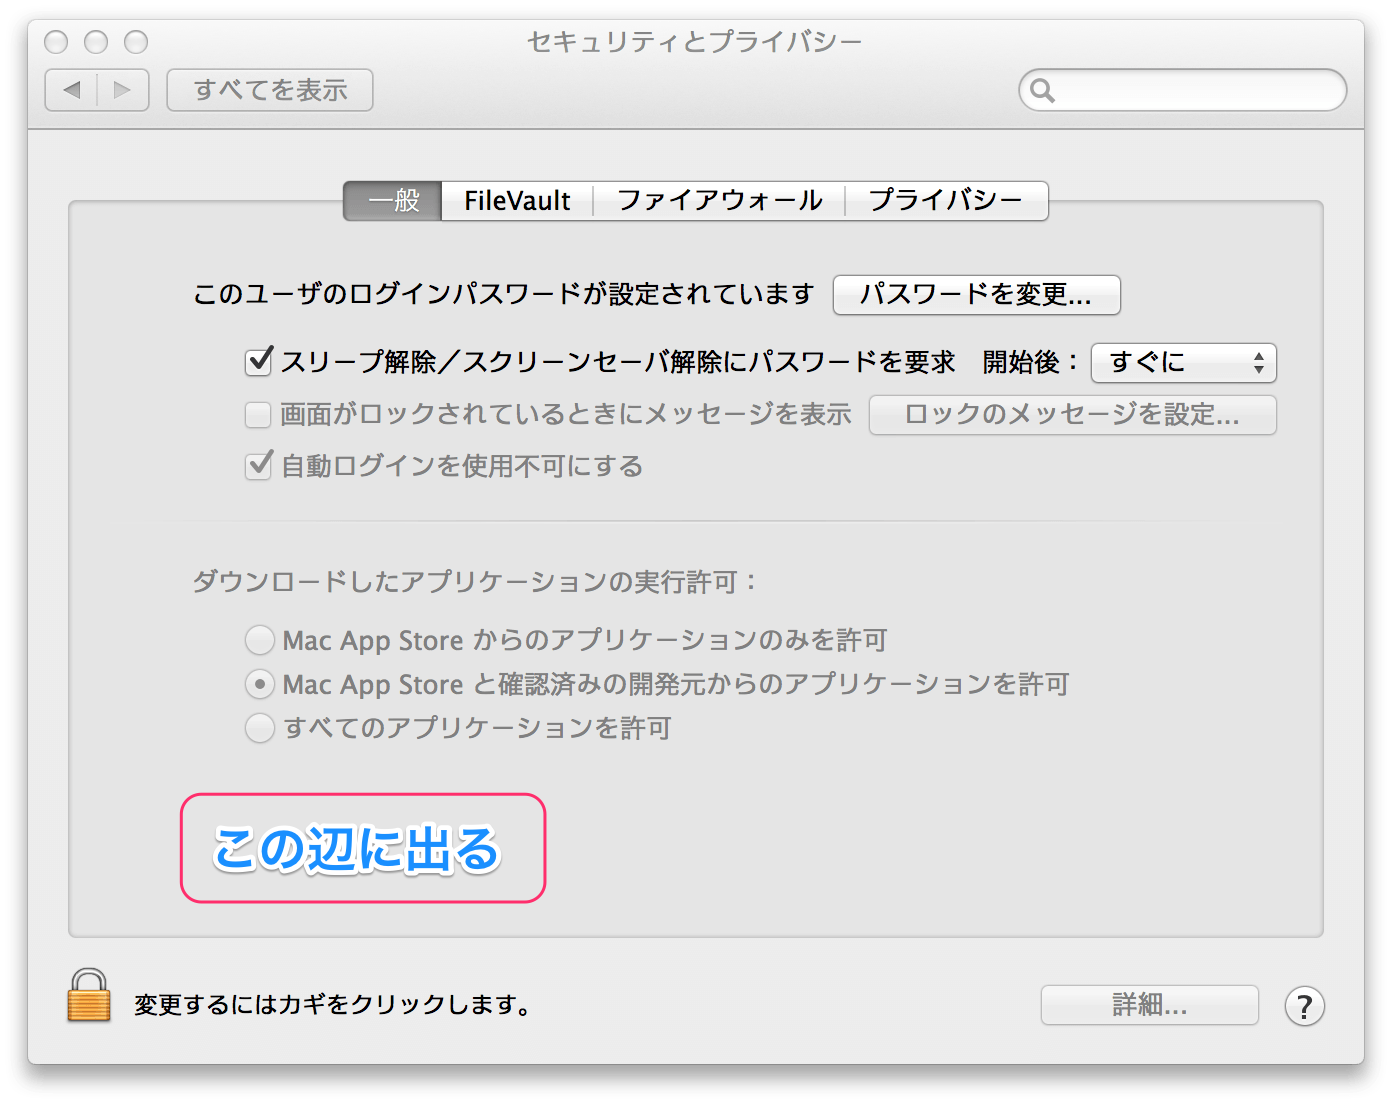 セキュリティとプライバシー
すべてを表示
一般 FileVault ファイアウォール プライバシー
このユーザのログインパスワードが設定されています パスワードを変更...
スリープ解除／スクリーンセーバ解除にパスワードを要求 開始後： すぐに
画面がロックされているときにメッセージを表示 ロックのメッセージを設定...
自動ログインを使用不可にする
ダウンロードしたアプリケーションの実行許可：
Mac App Store からのアプリケーションのみを許可
Mac App Store と確認済みの開発元からのアプリケーションを許可
すべてのアプリケーションを許可
この辺に出る
変更するにはカギをクリックします。 詳細... ?